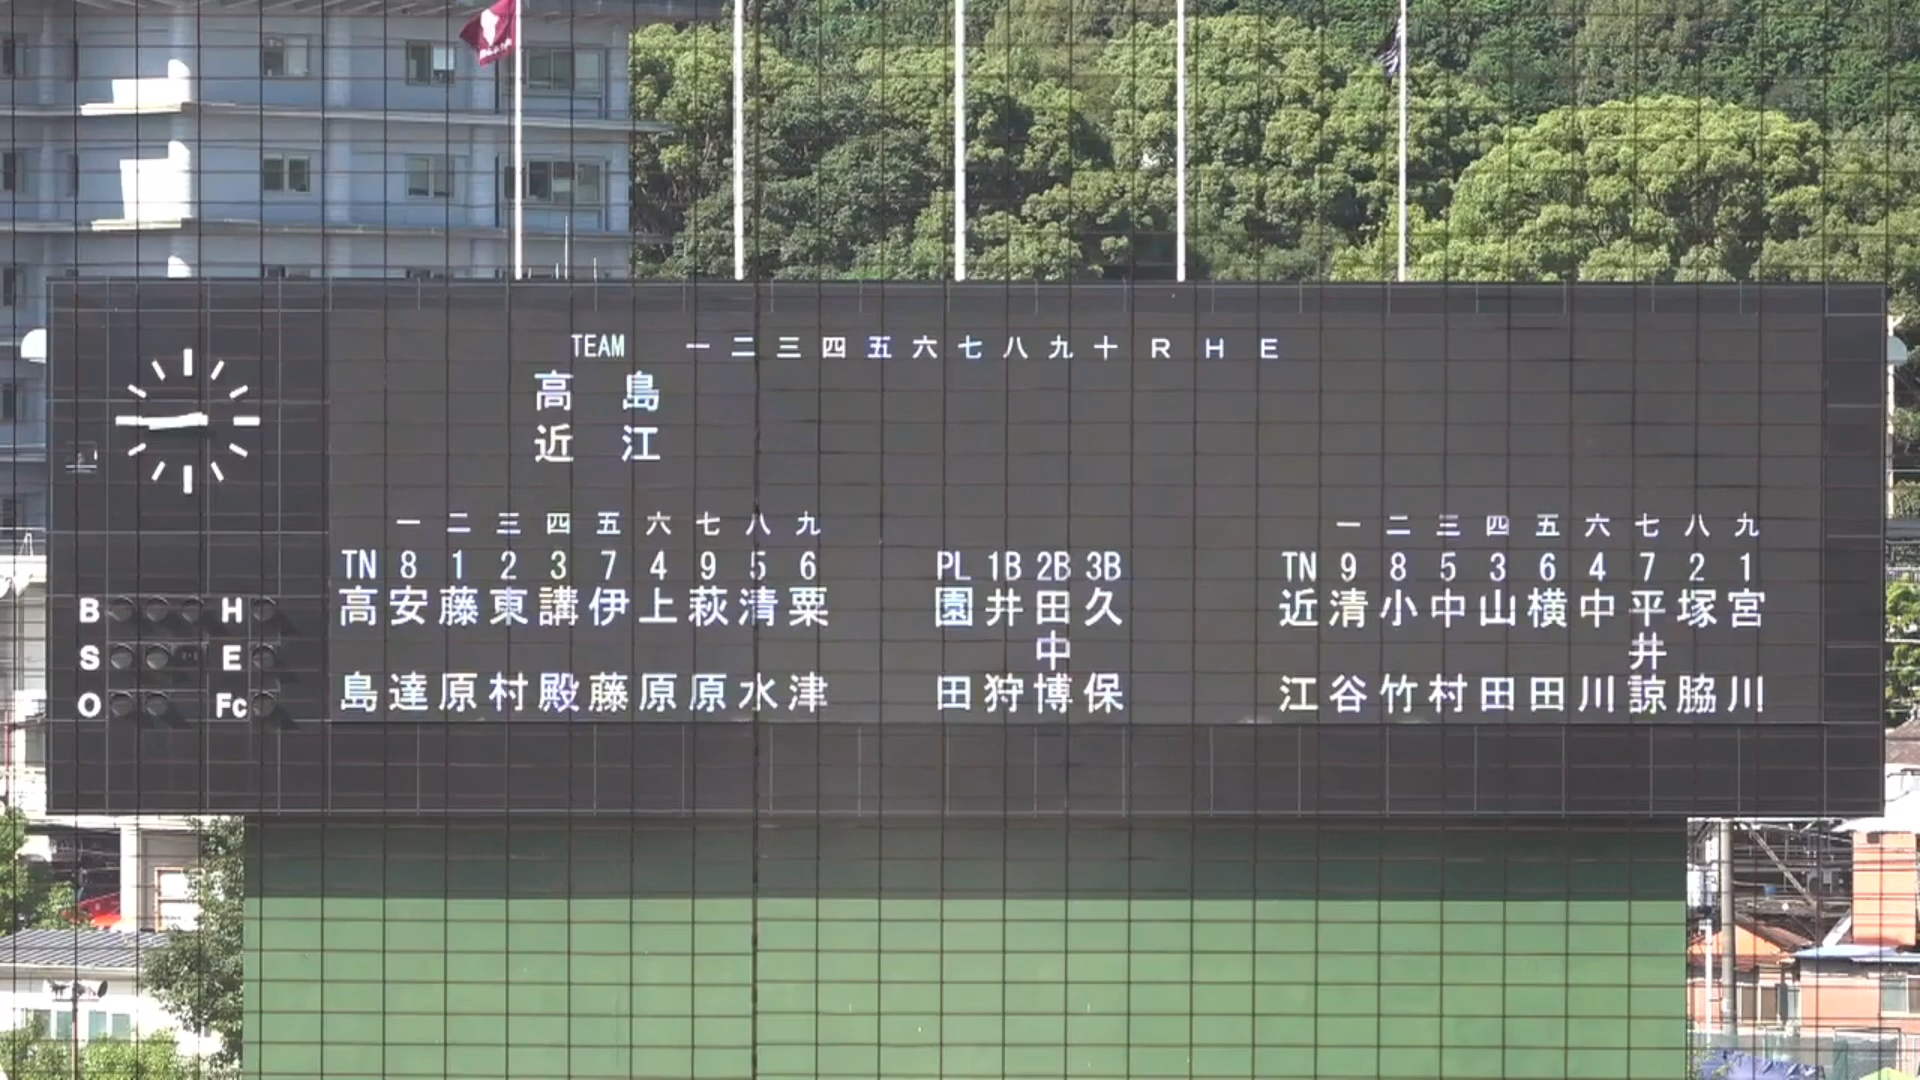 TEAM 一 二 三 四 五 六 七 八 九 十 R H E
高島
近江
一 二 三 四 五 六 七 八 九
TN 8 1 2 3 7 4 9 5 6
高島 安達 藤原 東村 講殿 伊藤 上原 萩原 清水 粟津
PL 1B 2B 3B
園田 井狩 田中博 久保
一 二 三 四 五 六 七 八 九
TN 9 8 5 3 6 4 7 2 1
近江 清谷 小竹 中村 山田 横田 中川 平井諒 塚脇 宮川
B H
S E
O Fc